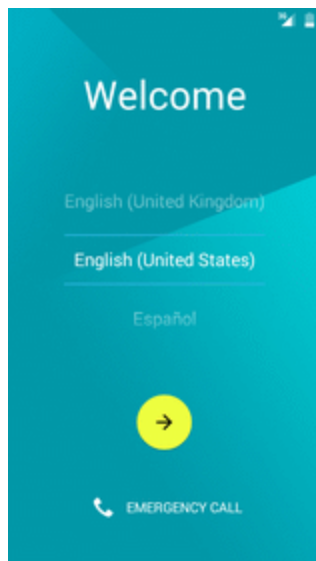 Welcome
English (United Kingdom)
English (United States)
Español
EMERGENCY CALL